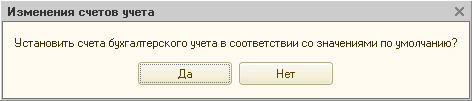 Изменения счетов учета
Установить счета бухгалтерского учета в соответствии со значениями по умолчанию?
Да Нет